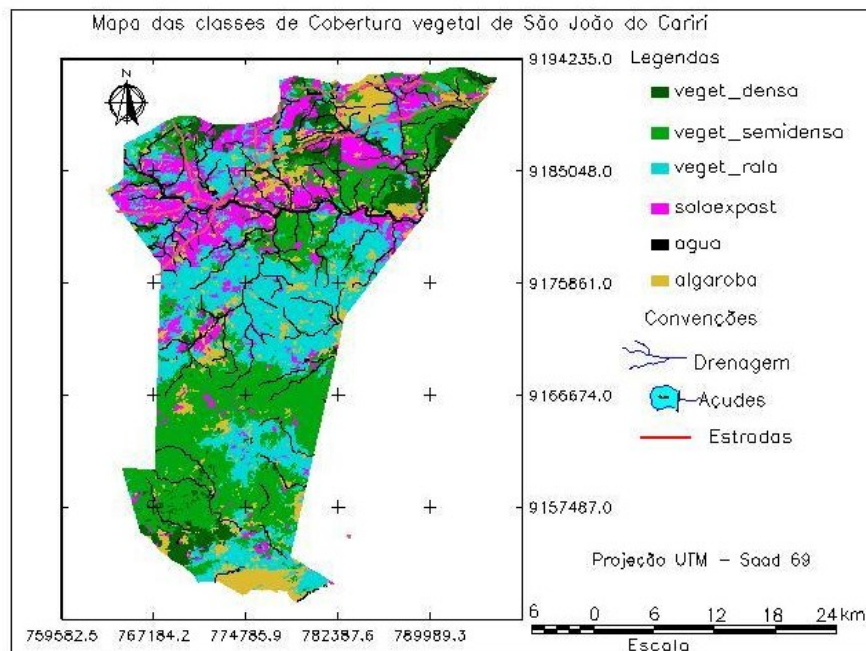 Mapa das classes de Cobertura vegetal de São João do Cariri
N
9194235.0
9185048.0
9175861.0
9166674.0
9157487.0
759582.5 767184.2 774785.9 782387.6 789989.3
Legendas
veget_densa
veget_semidensa
veget_rala
soloexpost
agua
algaroba
Convenções
Drenagem
Açudes
Estradas
Projeção UTM - Saad 69
6 0 6 12 18 24 km
Escala